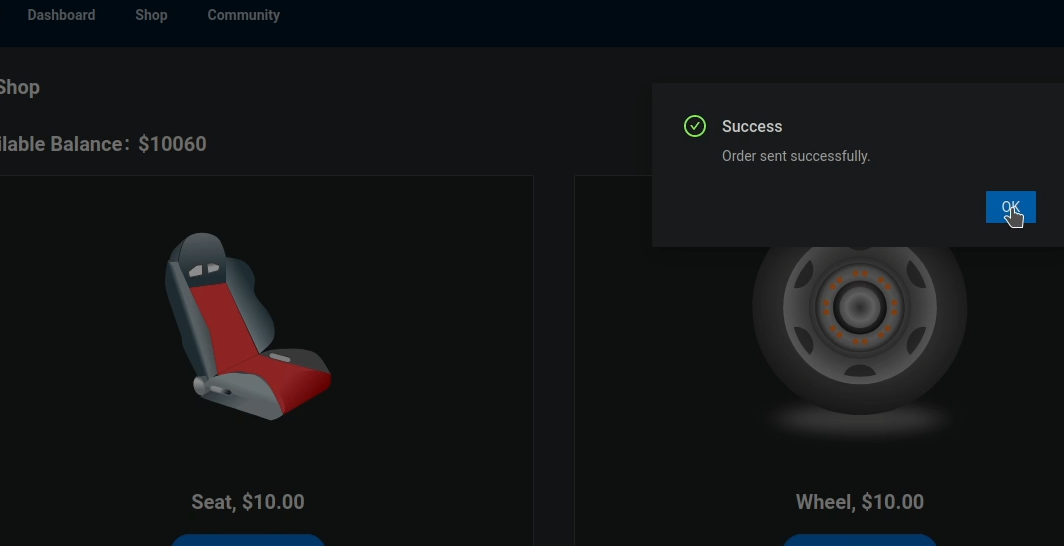 Dashboard Shop Community
Shop
ilable Balance: $10060
Success
Order sent successfully.
OK
Seat, $10.00
Wheel, $10.00